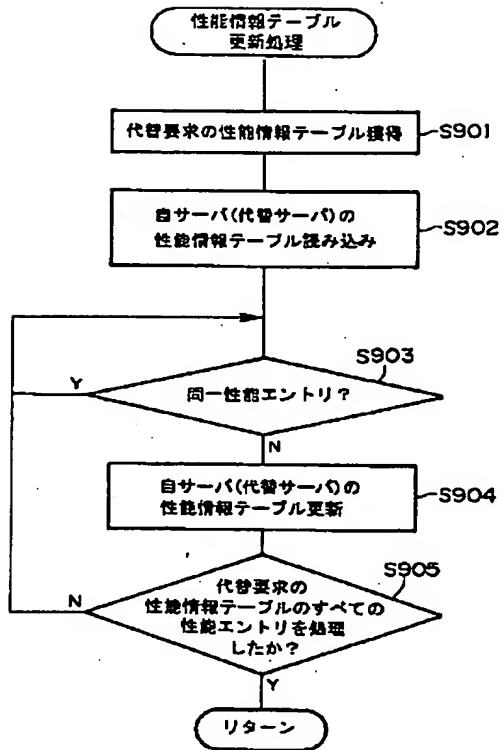 性能情報テーブル
更新処理
代替要求の性能情報テーブル獲得
S901
自サーバ(代替サーバ)の
性能情報テーブル読み込み
S902
S903
Y
同一性能エントリ?
N
自サーバ(代替サーバ)の
性能情報テーブル更新
S904
S905
N
代替要求の
性能情報テーブルのすべての
性能エントリを処理
したか?
Y
リターン